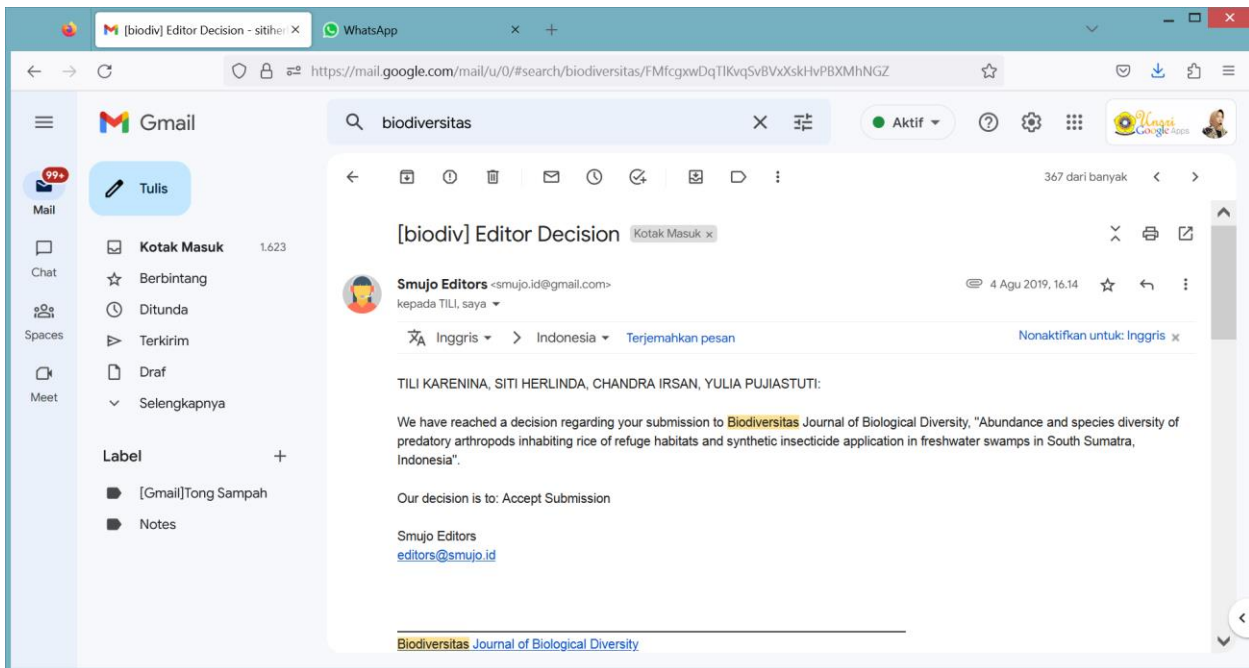 [biodiv] Editor Decision - sitiherl
WhatsApp
https://mail.google.com/mail/u/0/#search/biodiversitas/FMfcgxwDqTlKvqSvBVxXskHvPBXMhNGZ
Gmail
biodiversitas
Aktif
Unsri
Google Apps
99+
Mail
Tulis
367 dari banyak
Chat
Spaces
Meet
Kotak Masuk 1.623
Berbintang
Ditunda
Terkirim
Draf
Selengkapnya
Label
[Gmail]Tong Sampah
Notes
[biodiv] Editor Decision Kotak Masuk x
Smujo Editors <smujo.id@gmail.com> 4 Agu 2019, 16.14
kepada TILI, saya
Inggris > Indonesia Terjemahkan pesan Nonaktifkan untuk: Inggris x
TILI KARENINA, SITI HERLINDA, CHANDRA IRSAN, YULIA PUJIASTUTI:
We have reached a decision regarding your submission to Biodiversitas Journal of Biological Diversity, "Abundance and species diversity of
predatory arthropods inhabiting rice of refuge habitats and synthetic insecticide application in freshwater swamps in South Sumatra,
Indonesia".
Our decision is to: Accept Submission
Smujo Editors
editors@smujo.id
Biodiversitas Journal of Biological Diversity